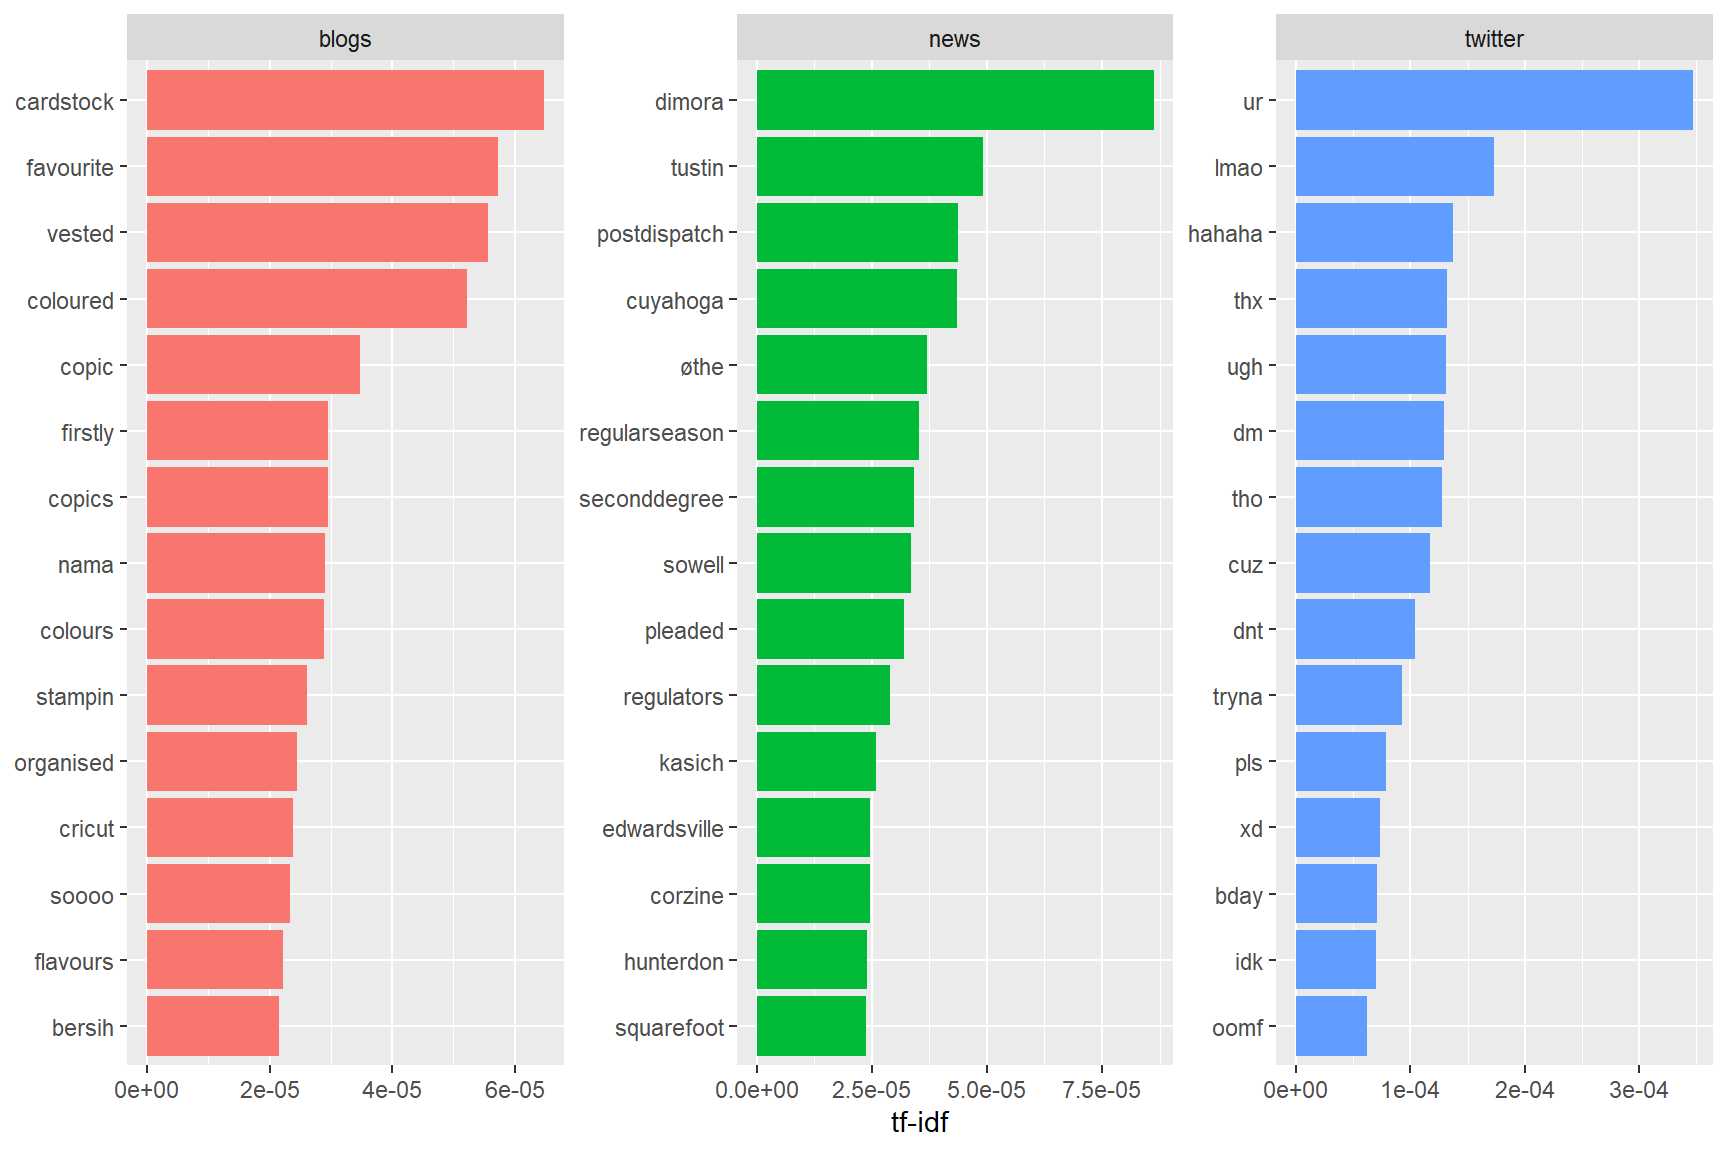 blogs
cardstock
favourite
vested
coloured
copic
firstly
copics
nama
colours
stampin
organised
cricut
soooo
flavours
bersih
0e+00 2e-05 4e-05 6e-05
news
dimora
tustin
postdispatch
cuyahoga
øthe
regularseason
seconddegree
sowell
pleaded
regulators
kasich
edwardsville
corzine
hunterdon
squarefoot
0.0e+00 2.5e-05 5.0e-05 7.5e-05
twitter
ur
lmao
hahaha
thx
ugh
dm
tho
cuz
dnt
tryna
pls
xd
bday
idk
oomf
0e+00 1e-04 2e-04 3e-04
tf-idf